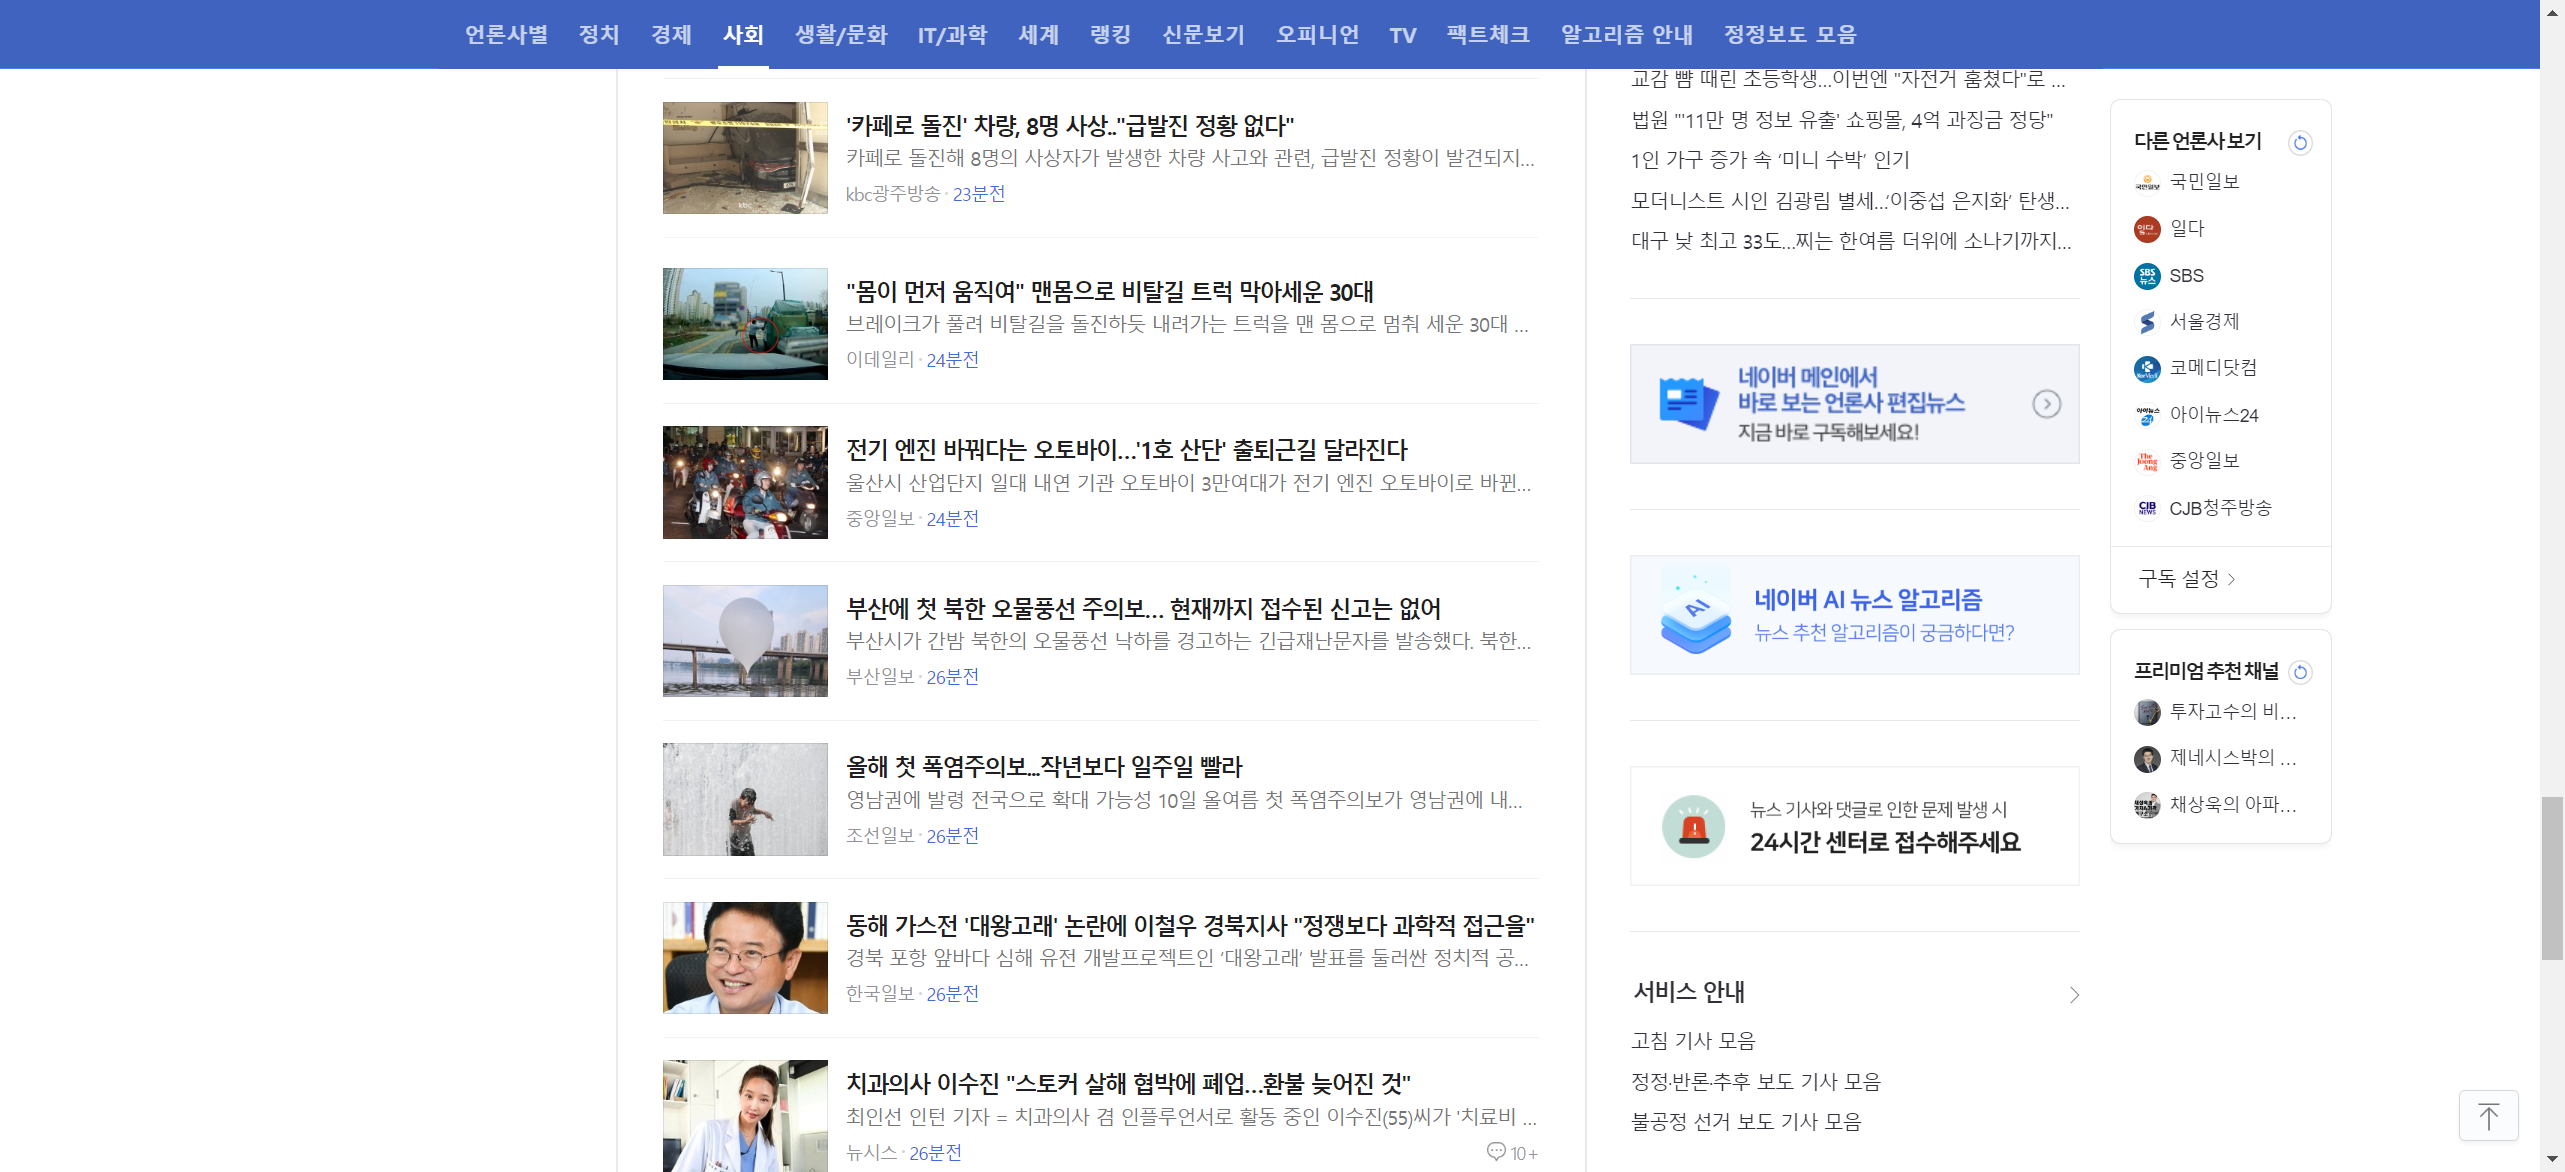 언론사별 정치 경제 사회 생활/문화 IT/과학 세계 랭킹 신문보기 오피니언 TV 팩트체크 알고리즘 안내 정정보도 모음
'카페로 돌진' 차량, 8명 사상.."급발진 정황 없다"
카페로 돌진해 8명의 사상자가 발생한 차량 사고와 관련, 급발진 정황이 발견되지...
kbc광주방송 · 23분전
"몸이 먼저 움직여" 맨몸으로 비탈길 트럭 막아세운 30대
브레이크가 풀려 비탈길을 돌진하듯 내려가는 트럭을 맨 몸으로 멈춰 세운 30대 ...
이데일리 · 24분전
전기 엔진 바꿔다는 오토바이…'1호 산단' 출퇴근길 달라진다
울산시 산업단지 일대 내연 기관 오토바이 3만여대가 전기 엔진 오토바이로 바뀐...
중앙일보 · 24분전
부산에 첫 북한 오물풍선 주의보… 현재까지 접수된 신고는 없어
부산시가 간밤 북한의 오물풍선 낙하를 경고하는 긴급재난문자를 발송했다. 북한...
부산일보 · 26분전
올해 첫 폭염주의보...작년보다 일주일 빨라
영남권에 발령 전국으로 확대 가능성 10일 올여름 첫 폭염주의보가 영남권에 내...
조선일보 · 26분전
동해 가스전 '대왕고래' 논란에 이철우 경북지사 "정쟁보다 과학적 접근을"
경북 포항 앞바다 심해 유전 개발프로젝트인 ‘대왕고래’ 발표를 둘러싼 정치적 공...
한국일보 · 26분전
치과의사 이수진 "스토커 살해 협박에 폐업…환불 늦어진 것"
최인선 인턴 기자 = 치과의사 겸 인플루언서로 활동 중인 이수진(55)씨가 '치료비 ...
뉴시스 · 26분전
10+
교감 뺨 때린 초등학생…이번엔 "자전거 훔쳤다"로 ...
법원 "'11만 명 정보 유출' 쇼핑몰, 4억 과징금 정당"
1인 가구 증가 속 ‘미니 수박’ 인기
모더니스트 시인 김광림 별세…‘이중섭 은지화’ 탄생...
대구 낮 최고 33도…찌는 한여름 더위에 소나기까지...
네이버 메인에서
바로 보는 언론사 편집뉴스
지금 바로 구독해보세요!
AI
네이버 AI 뉴스 알고리즘
뉴스 추천 알고리즘이 궁금하다면?
뉴스 기사와 댓글로 인한 문제 발생 시
24시간 센터로 접수해주세요
서비스 안내
고침 기사 모음
정정·반론·추후 보도 기사 모음
불공정 선거 보도 기사 모음
다른 언론사 보기
국민일보 국민일보
일다 일다
SBS 뉴스 SBS
서울경제
코메디닷컴
아이뉴스 24 아이뉴스24
The JoongAng 중앙일보
CJB NEWS CJB청주방송
구독 설정
프리미엄 추천 채널
투자고수의 비...
제네시스박의 ...
채상욱의 아파...